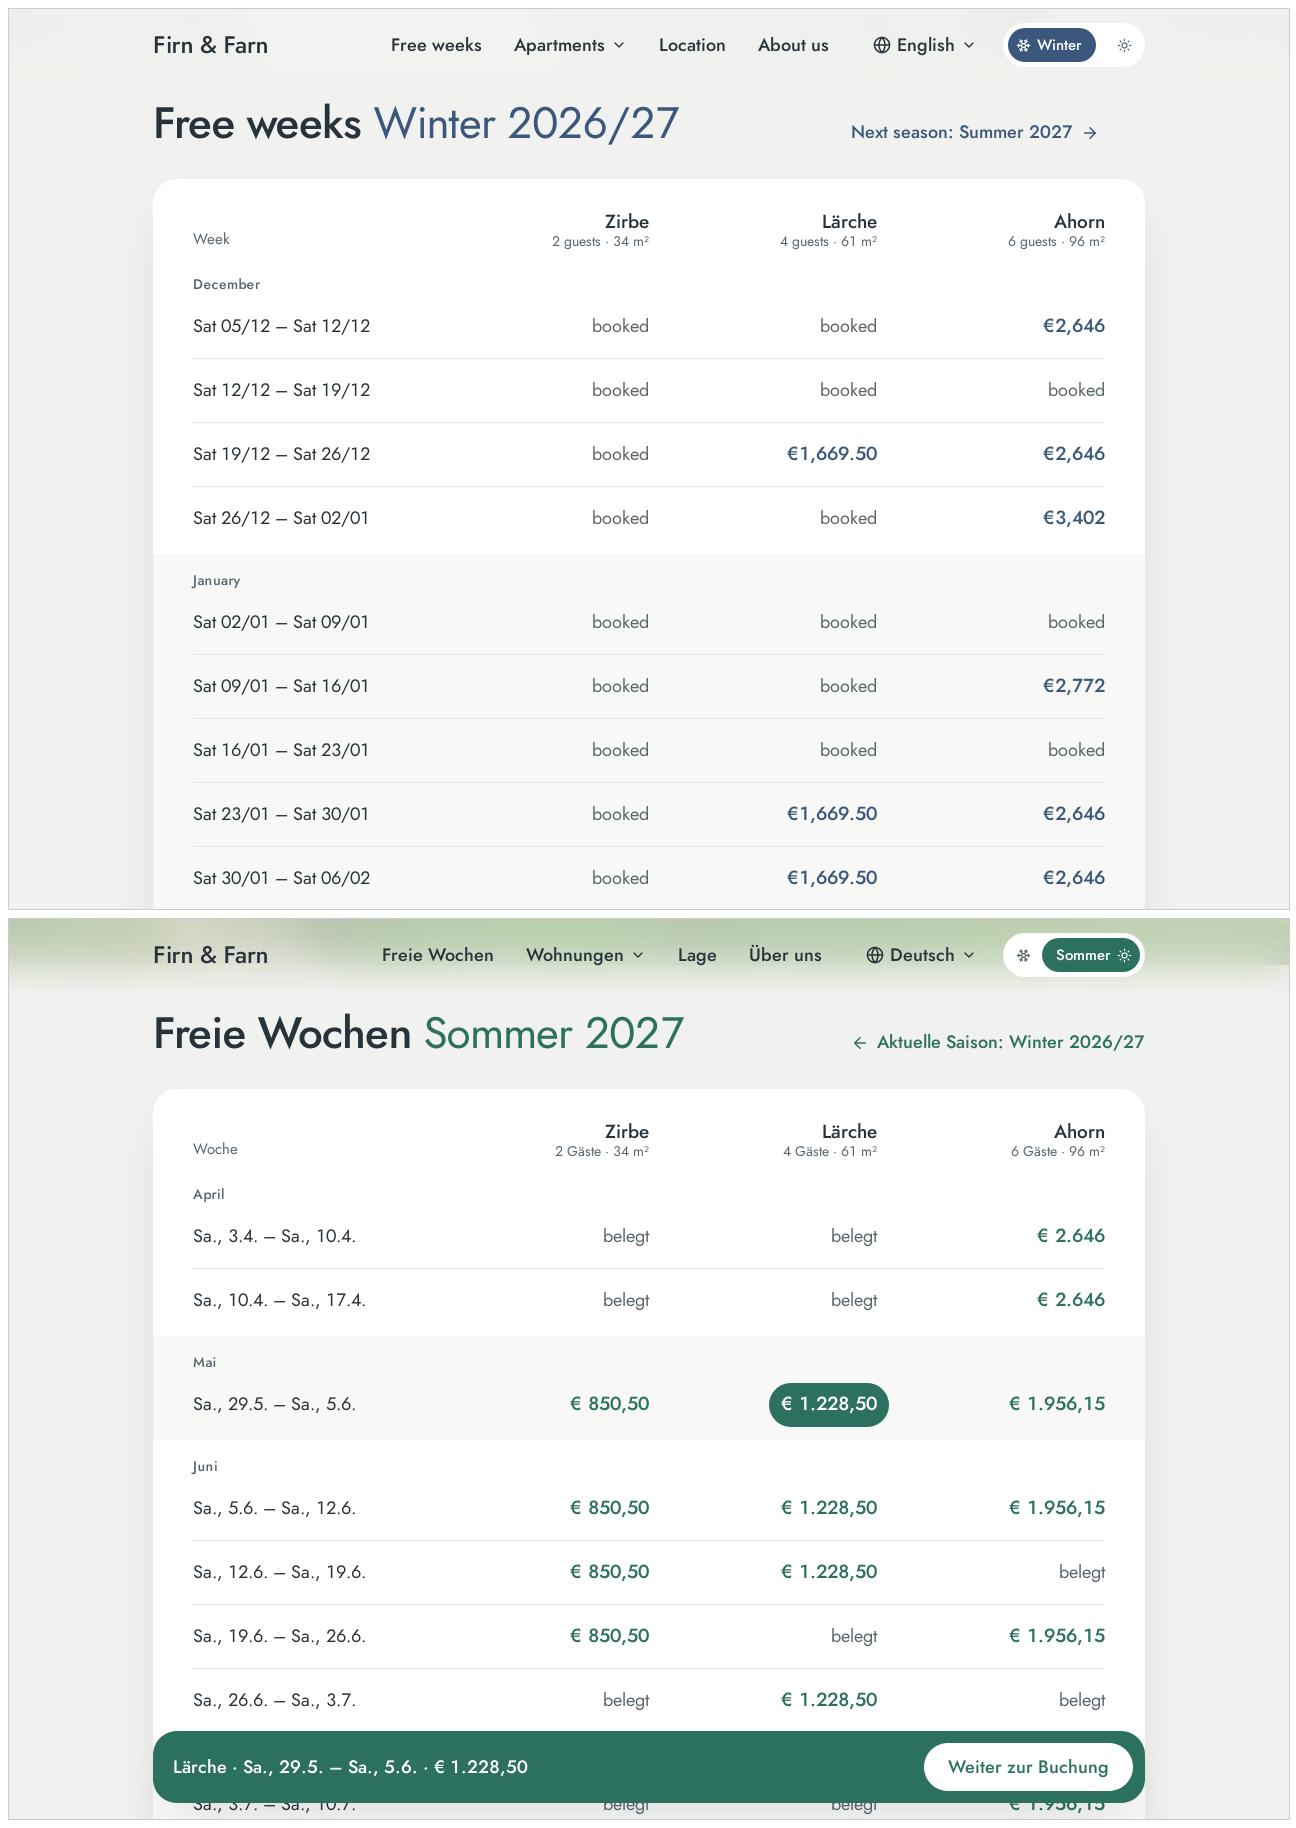 Firn & Farn Free weeks Apartments Location About us English Winter
Free weeks Winter 2026/27 Next season: Summer 2027 →
Week Zirbe 2 guests · 34 m² Lärche 4 guests · 61 m² Ahorn 6 guests · 96 m²
December
Sat 05/12 – Sat 12/12 booked booked €2,646
Sat 12/12 – Sat 19/12 booked booked booked
Sat 19/12 – Sat 26/12 booked €1,669.50 €2,646
Sat 26/12 – Sat 02/01 booked booked €3,402
January
Sat 02/01 – Sat 09/01 booked booked booked
Sat 09/01 – Sat 16/01 booked booked €2,772
Sat 16/01 – Sat 23/01 booked booked booked
Sat 23/01 – Sat 30/01 booked €1,669.50 €2,646
Sat 30/01 – Sat 06/02 booked €1,669.50 €2,646
Firn & Farn Freie Wochen Wohnungen Lage Über uns Deutsch Sommer
Freie Wochen Sommer 2027 ← Aktuelle Saison: Winter 2026/27
Woche Zirbe 2 Gäste · 34 m² Lärche 4 Gäste · 61 m² Ahorn 6 Gäste · 96 m²
April
Sa., 3.4. – Sa., 10.4. belegt belegt € 2.646
Sa., 10.4. – Sa., 17.4. belegt belegt € 2.646
Mai
Sa., 29.5. – Sa., 5.6. € 850,50 € 1.228,50 € 1.956,15
Juni
Sa., 5.6. – Sa., 12.6. € 850,50 € 1.228,50 € 1.956,15
Sa., 12.6. – Sa., 19.6. € 850,50 € 1.228,50 belegt
Sa., 19.6. – Sa., 26.6. € 850,50 belegt € 1.956,15
Sa., 26.6. – Sa., 3.7. belegt € 1.228,50 belegt
Lärche · Sa., 29.5. – Sa., 5.6. · € 1.228,50 Weiter zur Buchung
Sa., 3.7. – Sa., 10.7. belegt belegt € 1.956,15